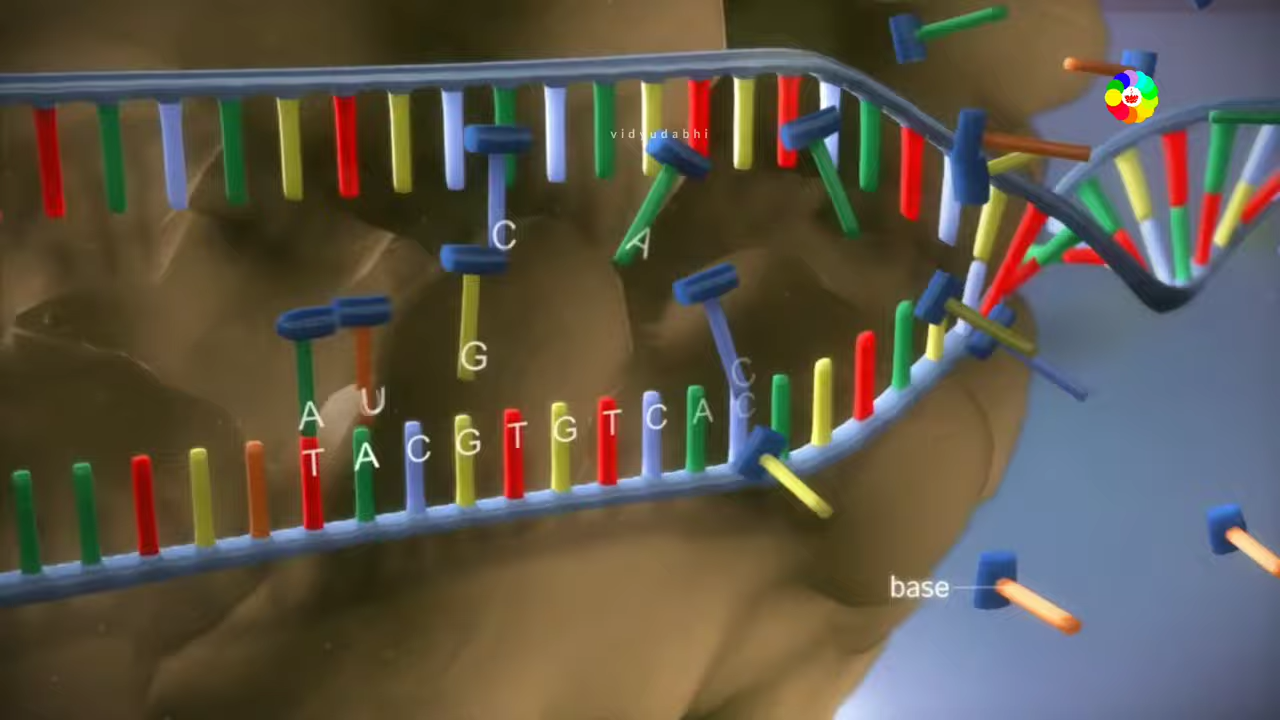 vidyudabhi
C
A
G
C
A U
T A C G T G T C A C
base